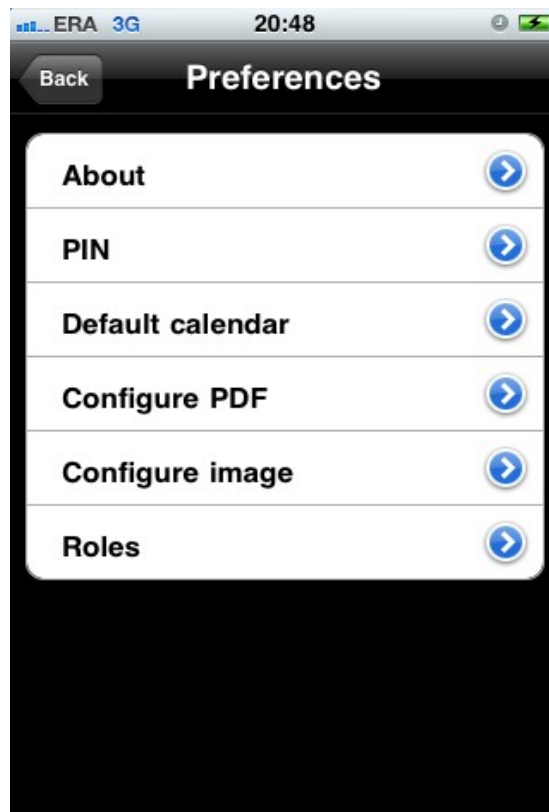 ERA 3G 20:48
Back Preferences
About
PIN
Default calendar
Configure PDF
Configure image
Roles